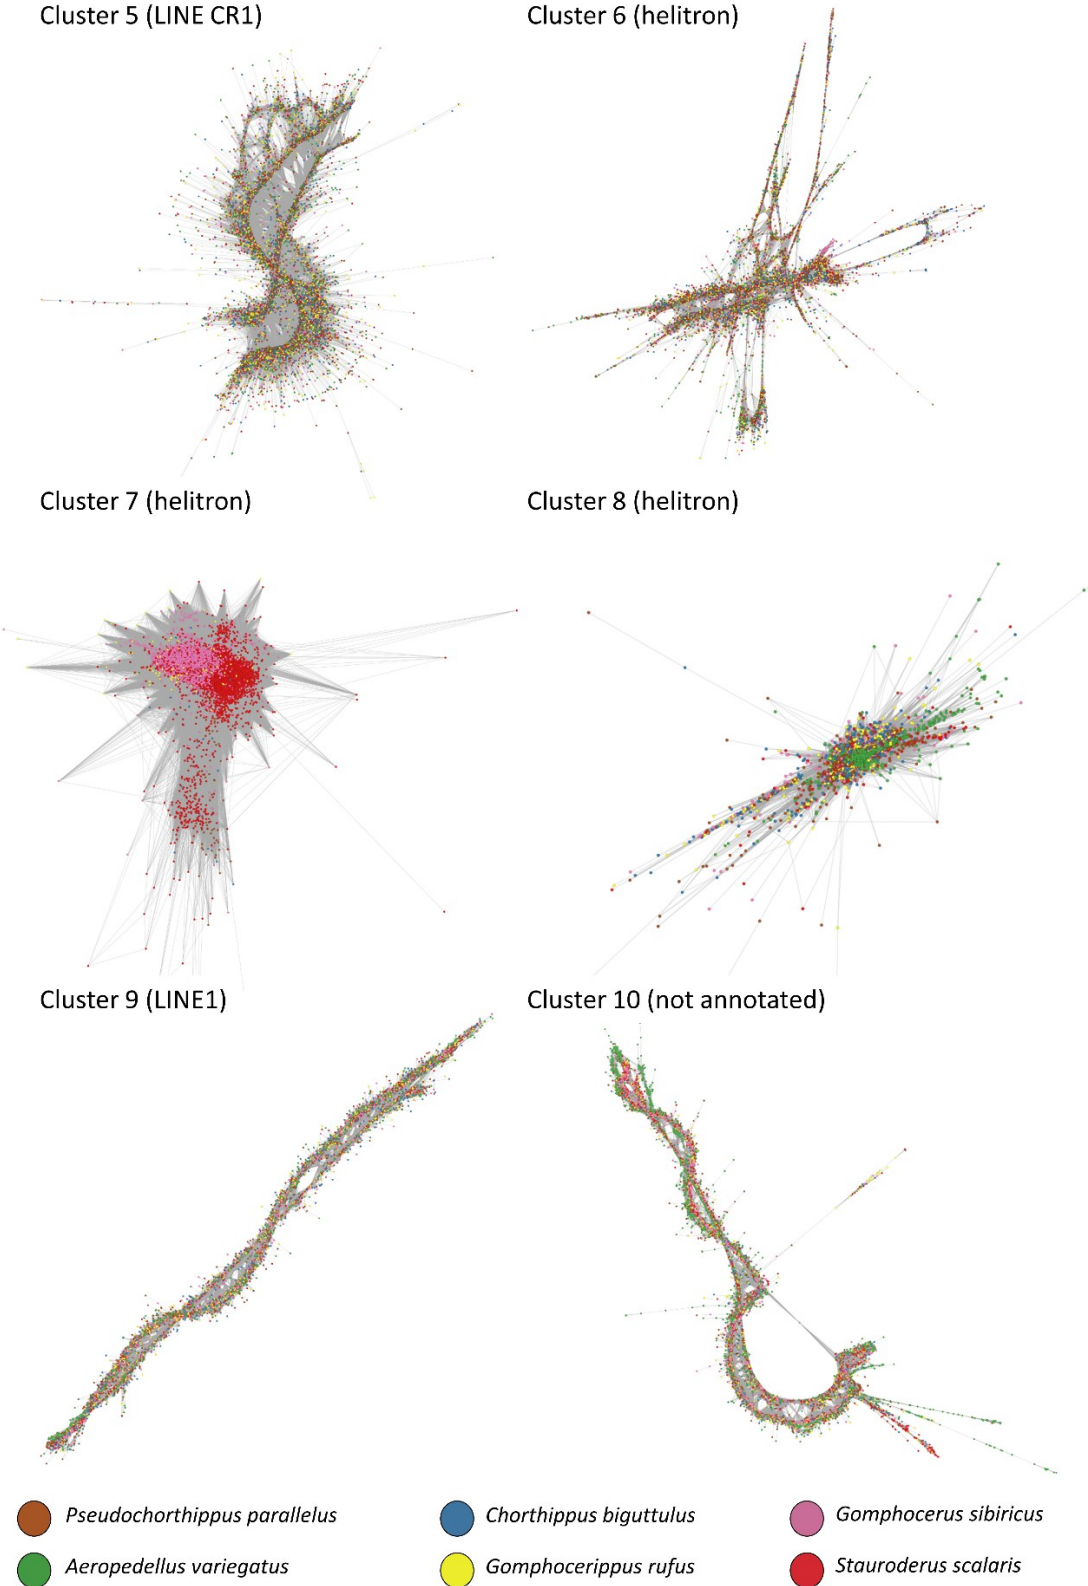 Cluster 5 (LINE CR1)
Cluster 6 (helitron)
Cluster 7 (helitron)
Cluster 8 (helitron)
Cluster 9 (LINE1)
Cluster 10 (not annotated)
Pseudochorthippus parallelus
Chorthippus biguttulus
Gomphocerus sibiricus
Aeropedellus variegatus
Gomphocerippus rufus
Stauroderus scalaris